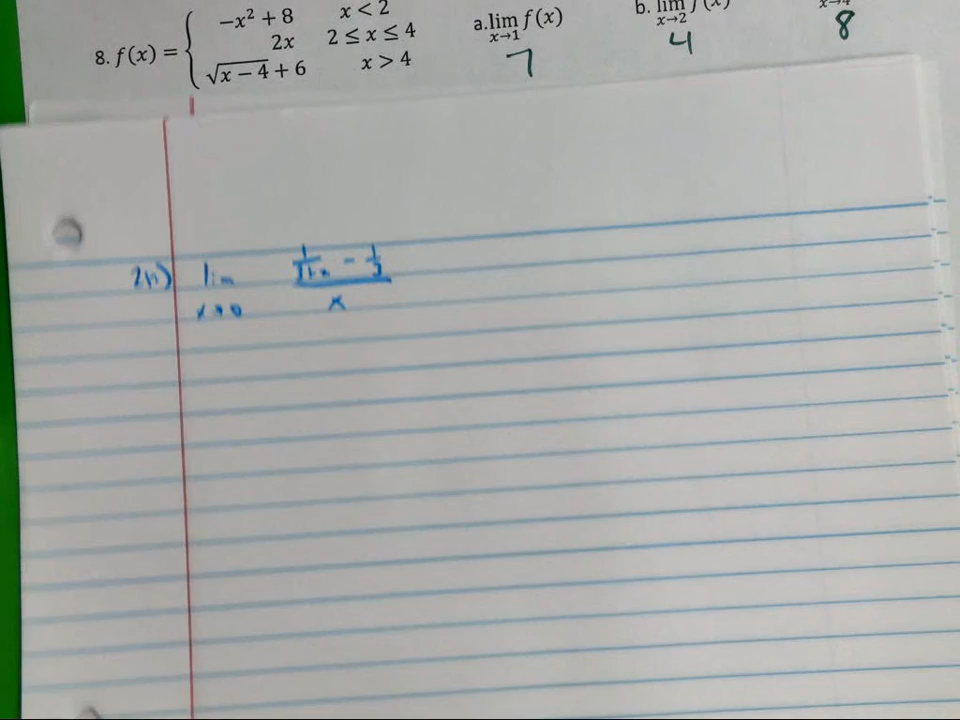 8. f(x) = { −x² + 8 x < 2
2x 2 ≤ x ≤ 4
√x − 4 + 6 x > 4
a. lim f(x)
x→1
7
b. lim f(x)
x→2
4
x→4
8
lim
x→0
x